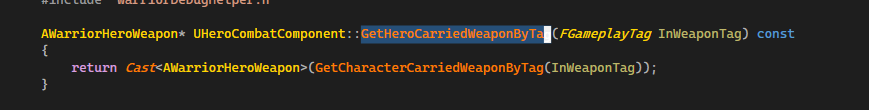 #include "WarriorDebugHelper.h"
AWarriorHeroWeapon* UHeroCombatComponent::GetHeroCarriedWeaponByTag(FGameplayTag InWeaponTag) const
{
return Cast<AWarriorHeroWeapon>(GetCharacterCarriedWeaponByTag(InWeaponTag));
}